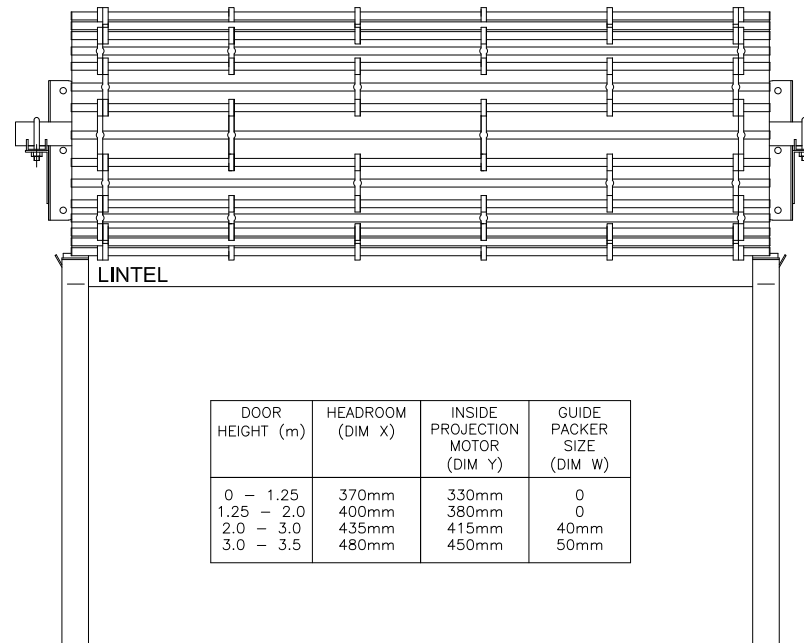 LINTEL
DOOR HEIGHT (m) HEADROOM (DIM X) INSIDE PROJECTION MOTOR (DIM Y) GUIDE PACKER SIZE (DIM W)
0 - 1.25 370mm 330mm 0
1.25 - 2.0 400mm 380mm 0
2.0 - 3.0 435mm 415mm 40mm
3.0 - 3.5 480mm 450mm 50mm